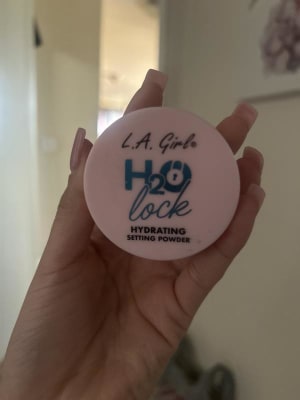 L.A. Girl®
H2O
lock
HYDRATING
SETTING POWDER